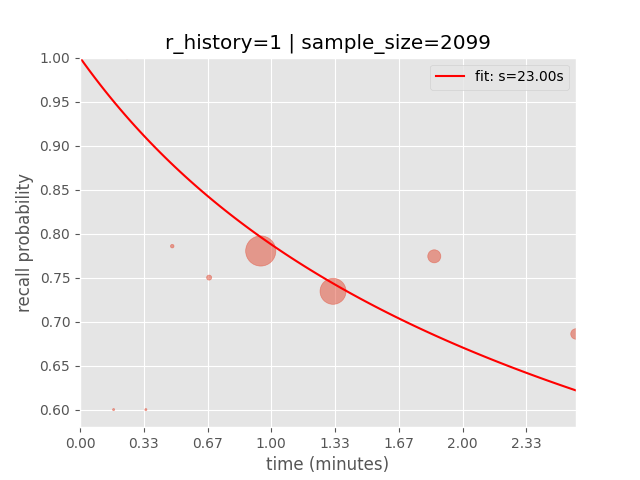 r_history=1 | sample_size=2099
fit: s=23.00s
recall probability
1.00
0.95
0.90
0.85
0.80
0.75
0.70
0.65
0.60
0.00 0.33 0.67 1.00 1.33 1.67 2.00 2.33
time (minutes)